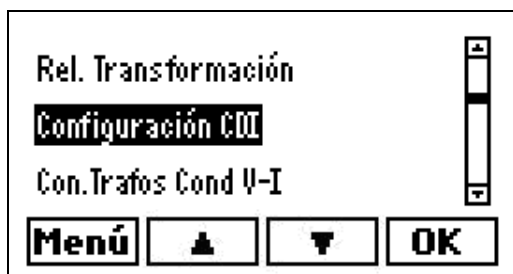 Rel. Transformación
Configuración CDI
Con.Trafos Cond V-I
Menú ▲ ▼ OK